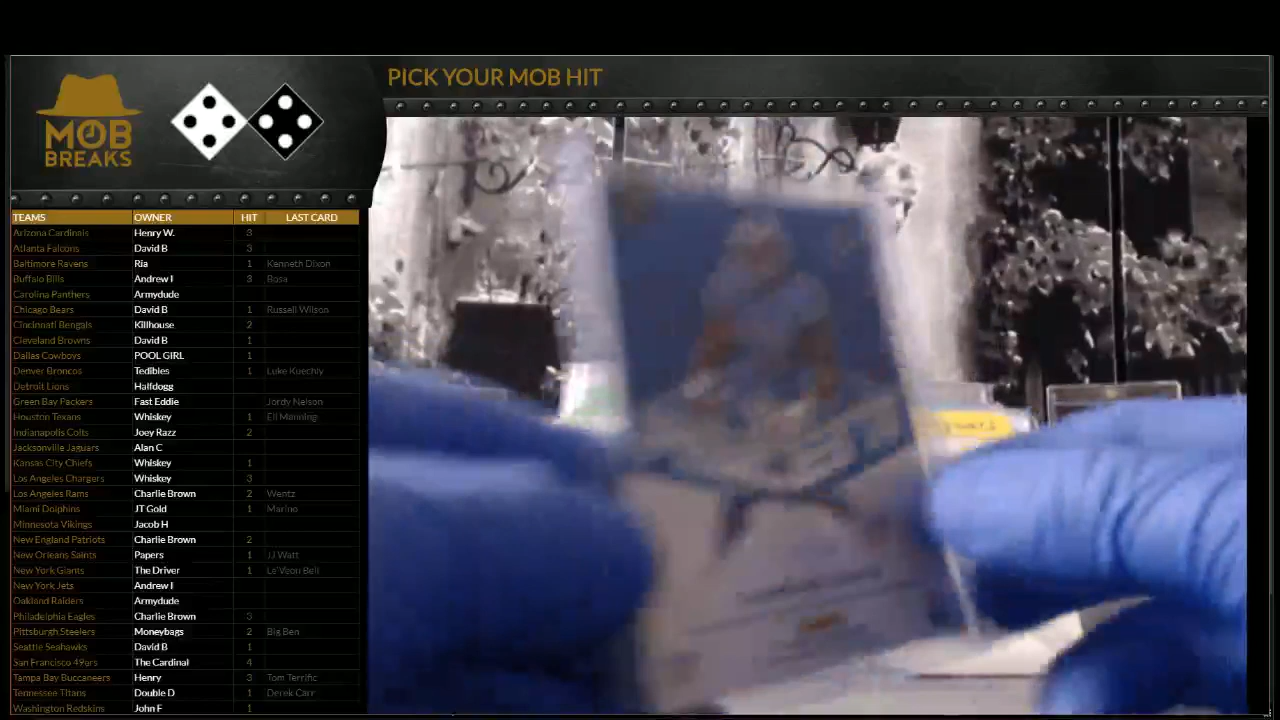 PICK YOUR MOB HIT
MOB
BREAKS
TEAMS OWNER HIT LAST CARD
Arizona Cardinals Henry W. 3
Atlanta Falcons David B 3
Baltimore Ravens Ria 1 Kenneth Dixon
Buffalo Bills Andrew I 3 Bosa
Carolina Panthers Armydude
Chicago Bears David B 1 Russell Wilson
Cincinnati Bengals Killhouse 2
Cleveland Browns David B 1
Dallas Cowboys POOL GIRL 1
Denver Broncos Tedibles 1 Luke Kuechly
Detroit Lions Halfdogg
Green Bay Packers Fast Eddie Jordy Nelson
Houston Texans Whiskey 1 Eli Manning
Indianapolis Colts Joey Razz 2
Jacksonville Jaguars Alan C
Kansas City Chiefs Whiskey 1
Los Angeles Chargers Whiskey 3
Los Angeles Rams Charlie Brown 2 Wentz
Miami Dolphins JT Gold 1 Marino
Minnesota Vikings Jacob H
New England Patriots Charlie Brown 2
New Orleans Saints Papers 1 JJ Watt
New York Giants The Driver 1 Le'Veon Bell
New York Jets Andrew I
Oakland Raiders Armydude
Philadelphia Eagles Charlie Brown 3
Pittsburgh Steelers Moneybags 2 Big Ben
Seattle Seahawks David B 1
San Francisco 49ers The Cardinal 4
Tampa Bay Buccaneers Henry 3 Tom Terrific
Tennessee Titans Double D 1 Derek Carr
Washington Redskins John F 1